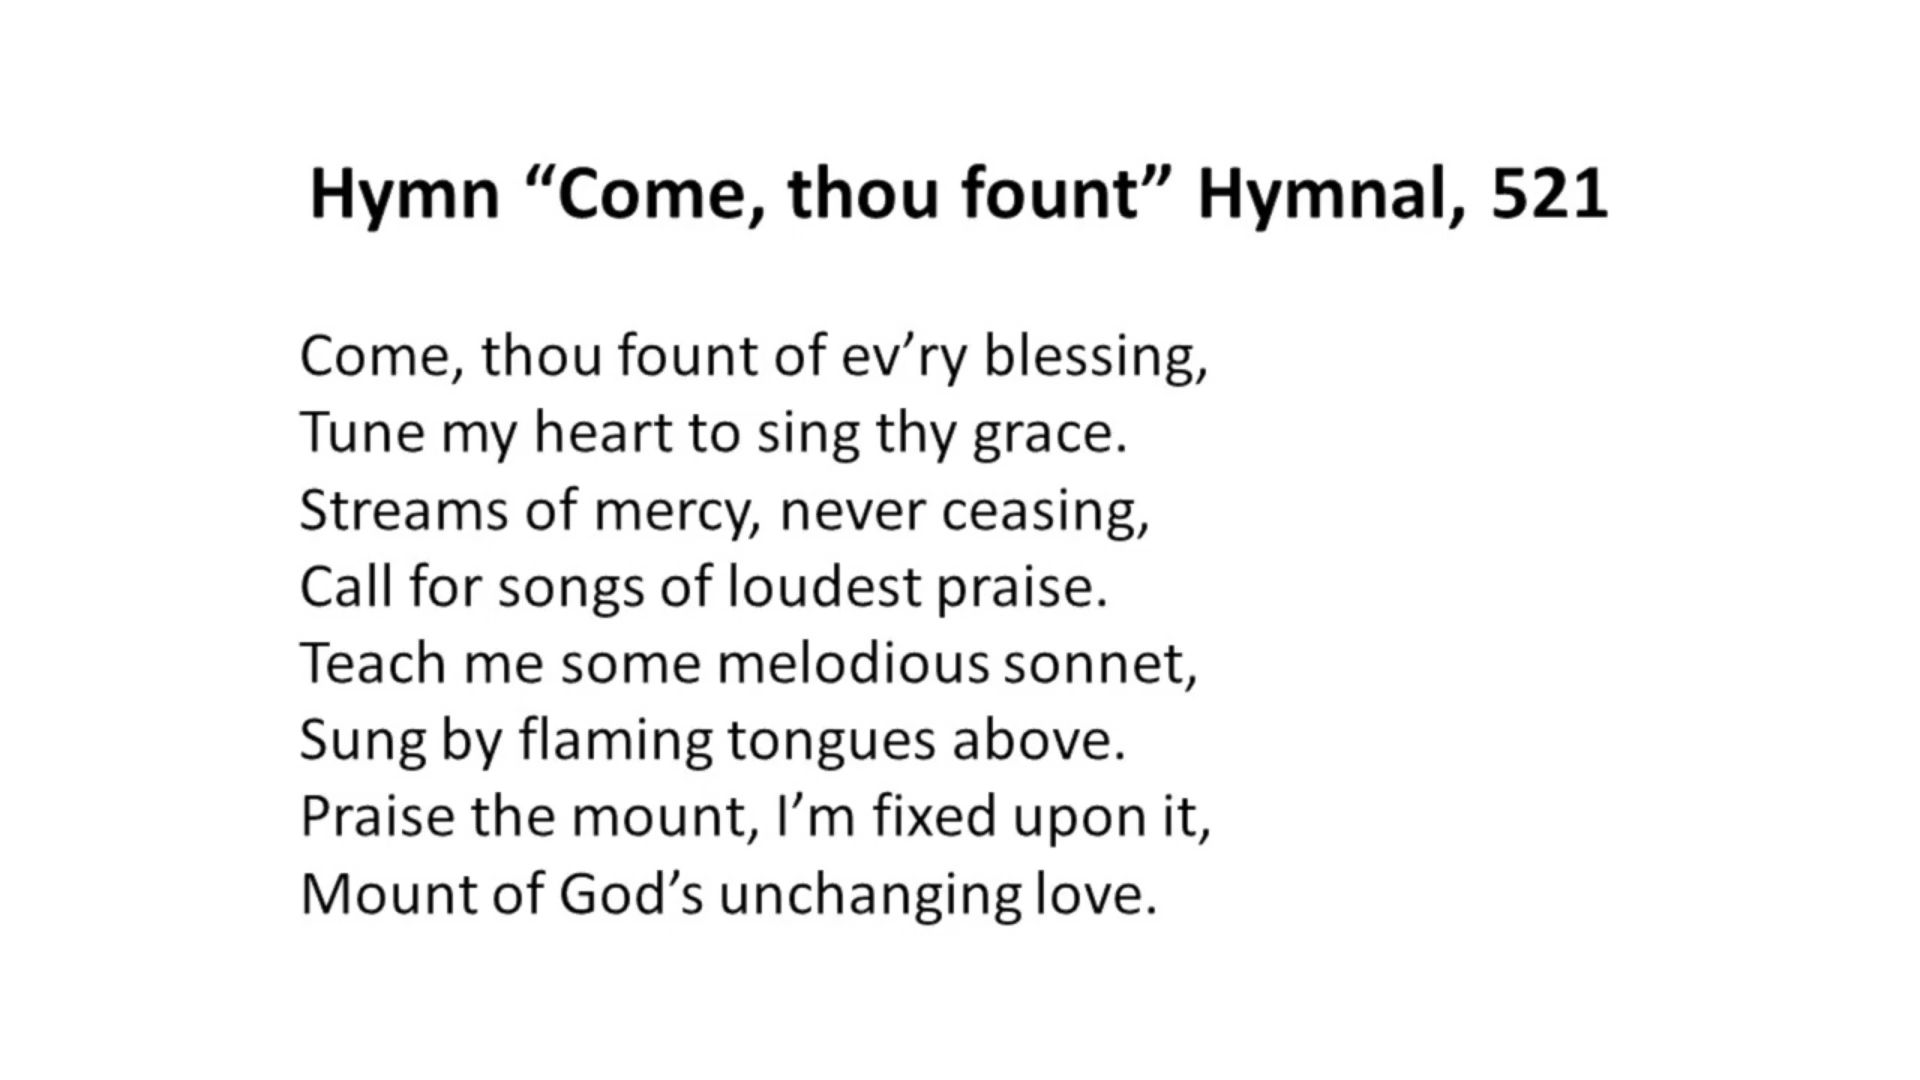 Hymn “Come, thou fount” Hymnal, 521
Come, thou fount of ev’ry blessing,
Tune my heart to sing thy grace.
Streams of mercy, never ceasing,
Call for songs of loudest praise.
Teach me some melodious sonnet,
Sung by flaming tongues above.
Praise the mount, I’m fixed upon it,
Mount of God’s unchanging love.